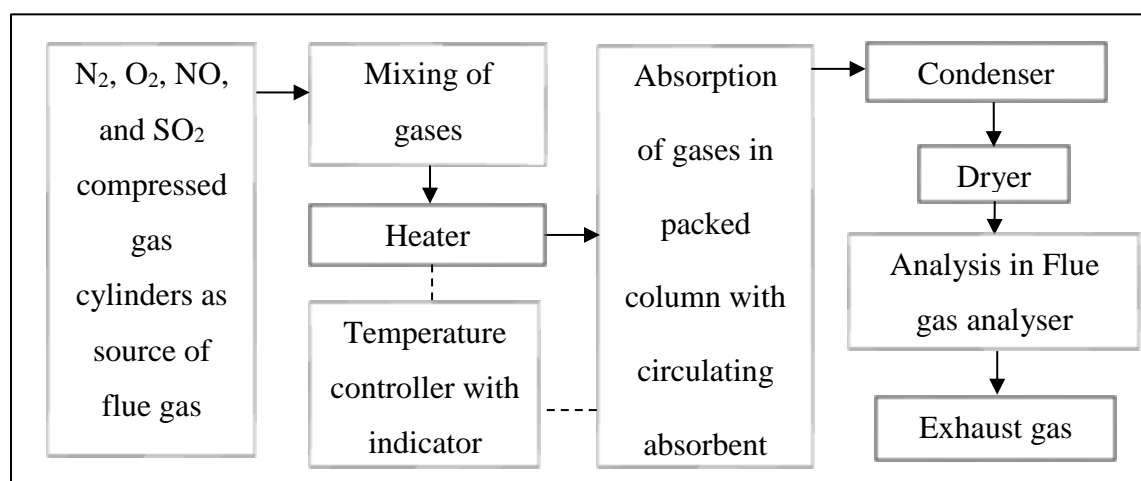 N₂, O₂, NO,
and SO₂
compressed
gas
cylinders as
source of
flue gas
Mixing of
gases
Heater
Temperature
controller with
indicator
Absorption
of gases in
packed
column with
circulating
absorbent
Condenser
Dryer
Analysis in Flue
gas analyser
Exhaust gas